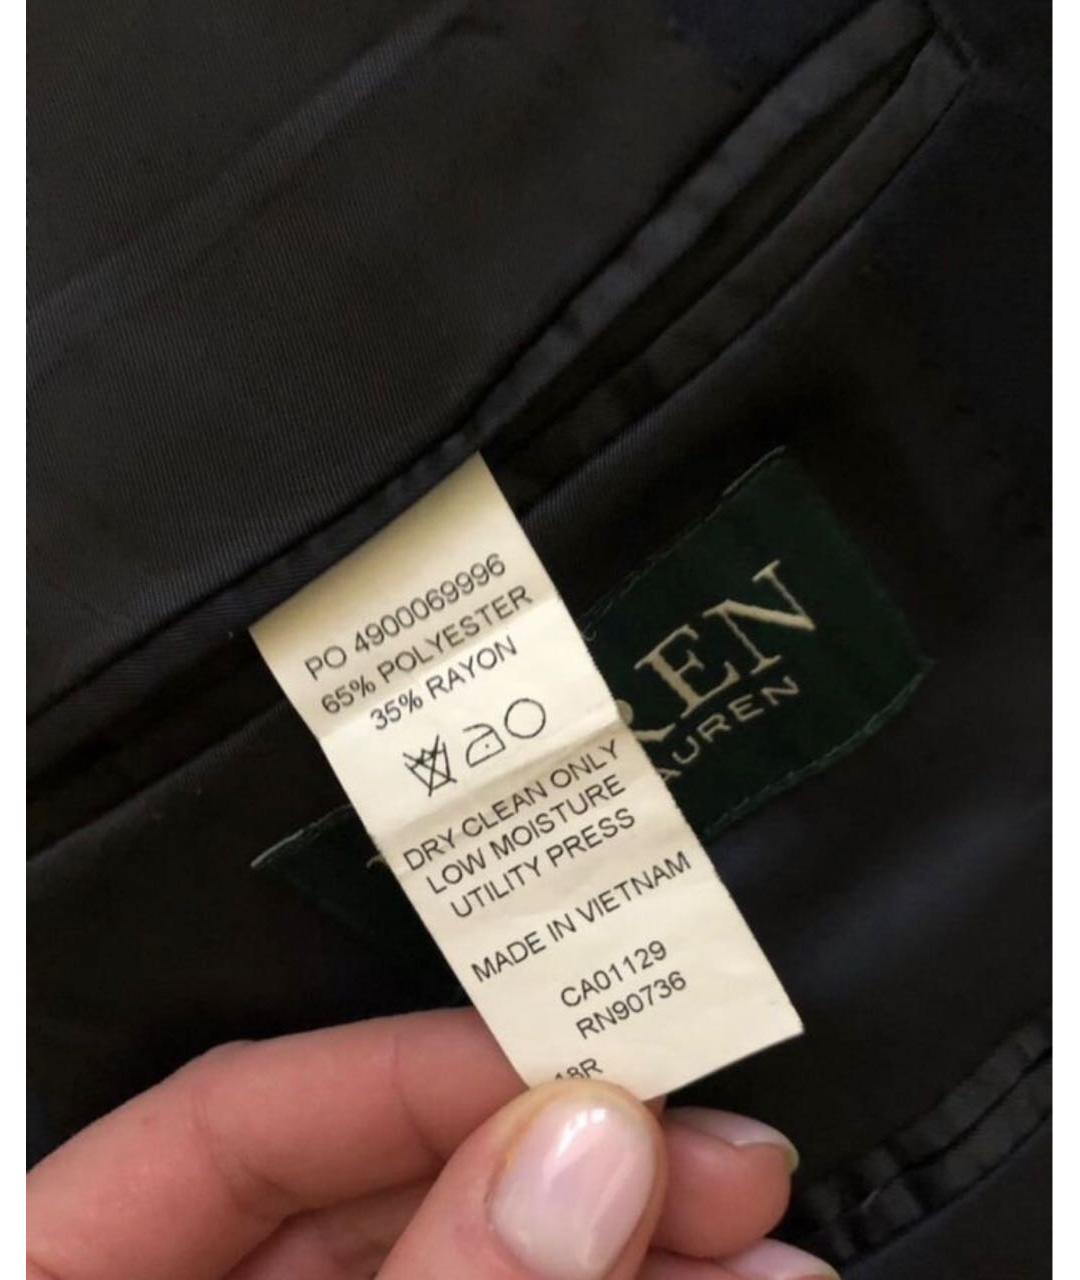 PO 4900069996
65% POLYESTER
35% RAYON
DRY CLEAN ONLY
LOW MOISTURE
UTILITY PRESS
MADE IN VIETNAM
CA01129
RN90736
18R
REN
AUREN